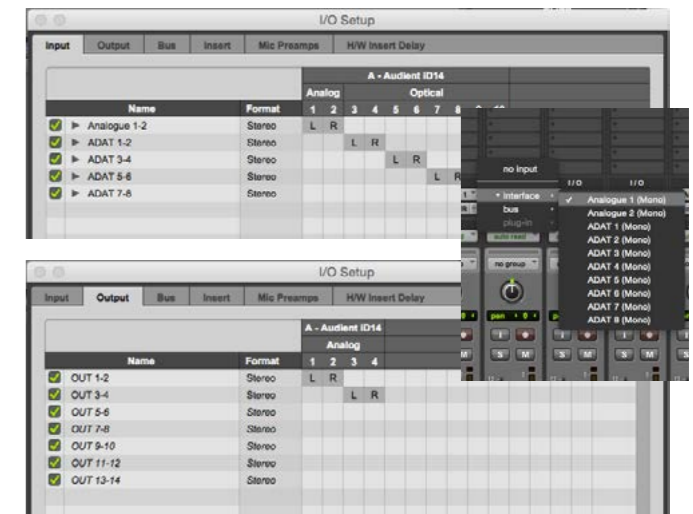 I/O Setup
Input Output Bus Insert Mic Preamps H/W Insert Delay
A - Audient iD14
Analog Optical
Name Format 1 2 3 4 5 6 7 8 9 10
Analogue 1-2 Stereo L R
ADAT 1-2 Stereo L R
ADAT 3-4 Stereo L R
ADAT 5-6 Stereo L R
ADAT 7-8 Stereo
no input
I/O I/O
interface Analogue 1 (Mono)
bus Analogue 2 (Mono)
plug-in ADAT 1 (Mono)
ADAT 2 (Mono)
ADAT 3 (Mono)
ADAT 4 (Mono)
ADAT 5 (Mono)
ADAT 6 (Mono)
ADAT 7 (Mono)
ADAT 8 (Mono)
auto read
no group
pan 0
I
S M S M S M S M
I/O Setup
Input Output Bus Insert Mic Preamps H/W Insert Delay
A - Audient iD14
Analog
Name Format 1 2 3 4
OUT 1-2 Stereo L R
OUT 3-4 Stereo L R
OUT 5-6 Stereo
OUT 7-8 Stereo
OUT 9-10 Stereo
OUT 11-12 Stereo
OUT 13-14 Stereo